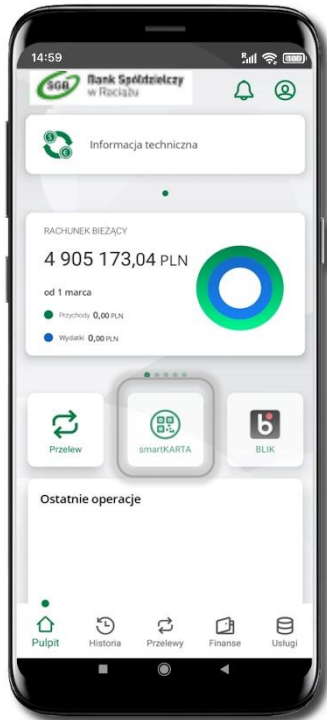 14:59
SGB Bank Spółdzielczy
w Raciążu
Informacja techniczna
RACHUNEK BIEŻĄCY
4 905 173,04 PLN
od 1 marca
Przychody 0,00 PLN
Wydatki 0,00 PLN
Przelew
smartKARTA
BLIK
Ostatnie operacje
Pulpit
Historia
Przelewy
Finanse
Usługi